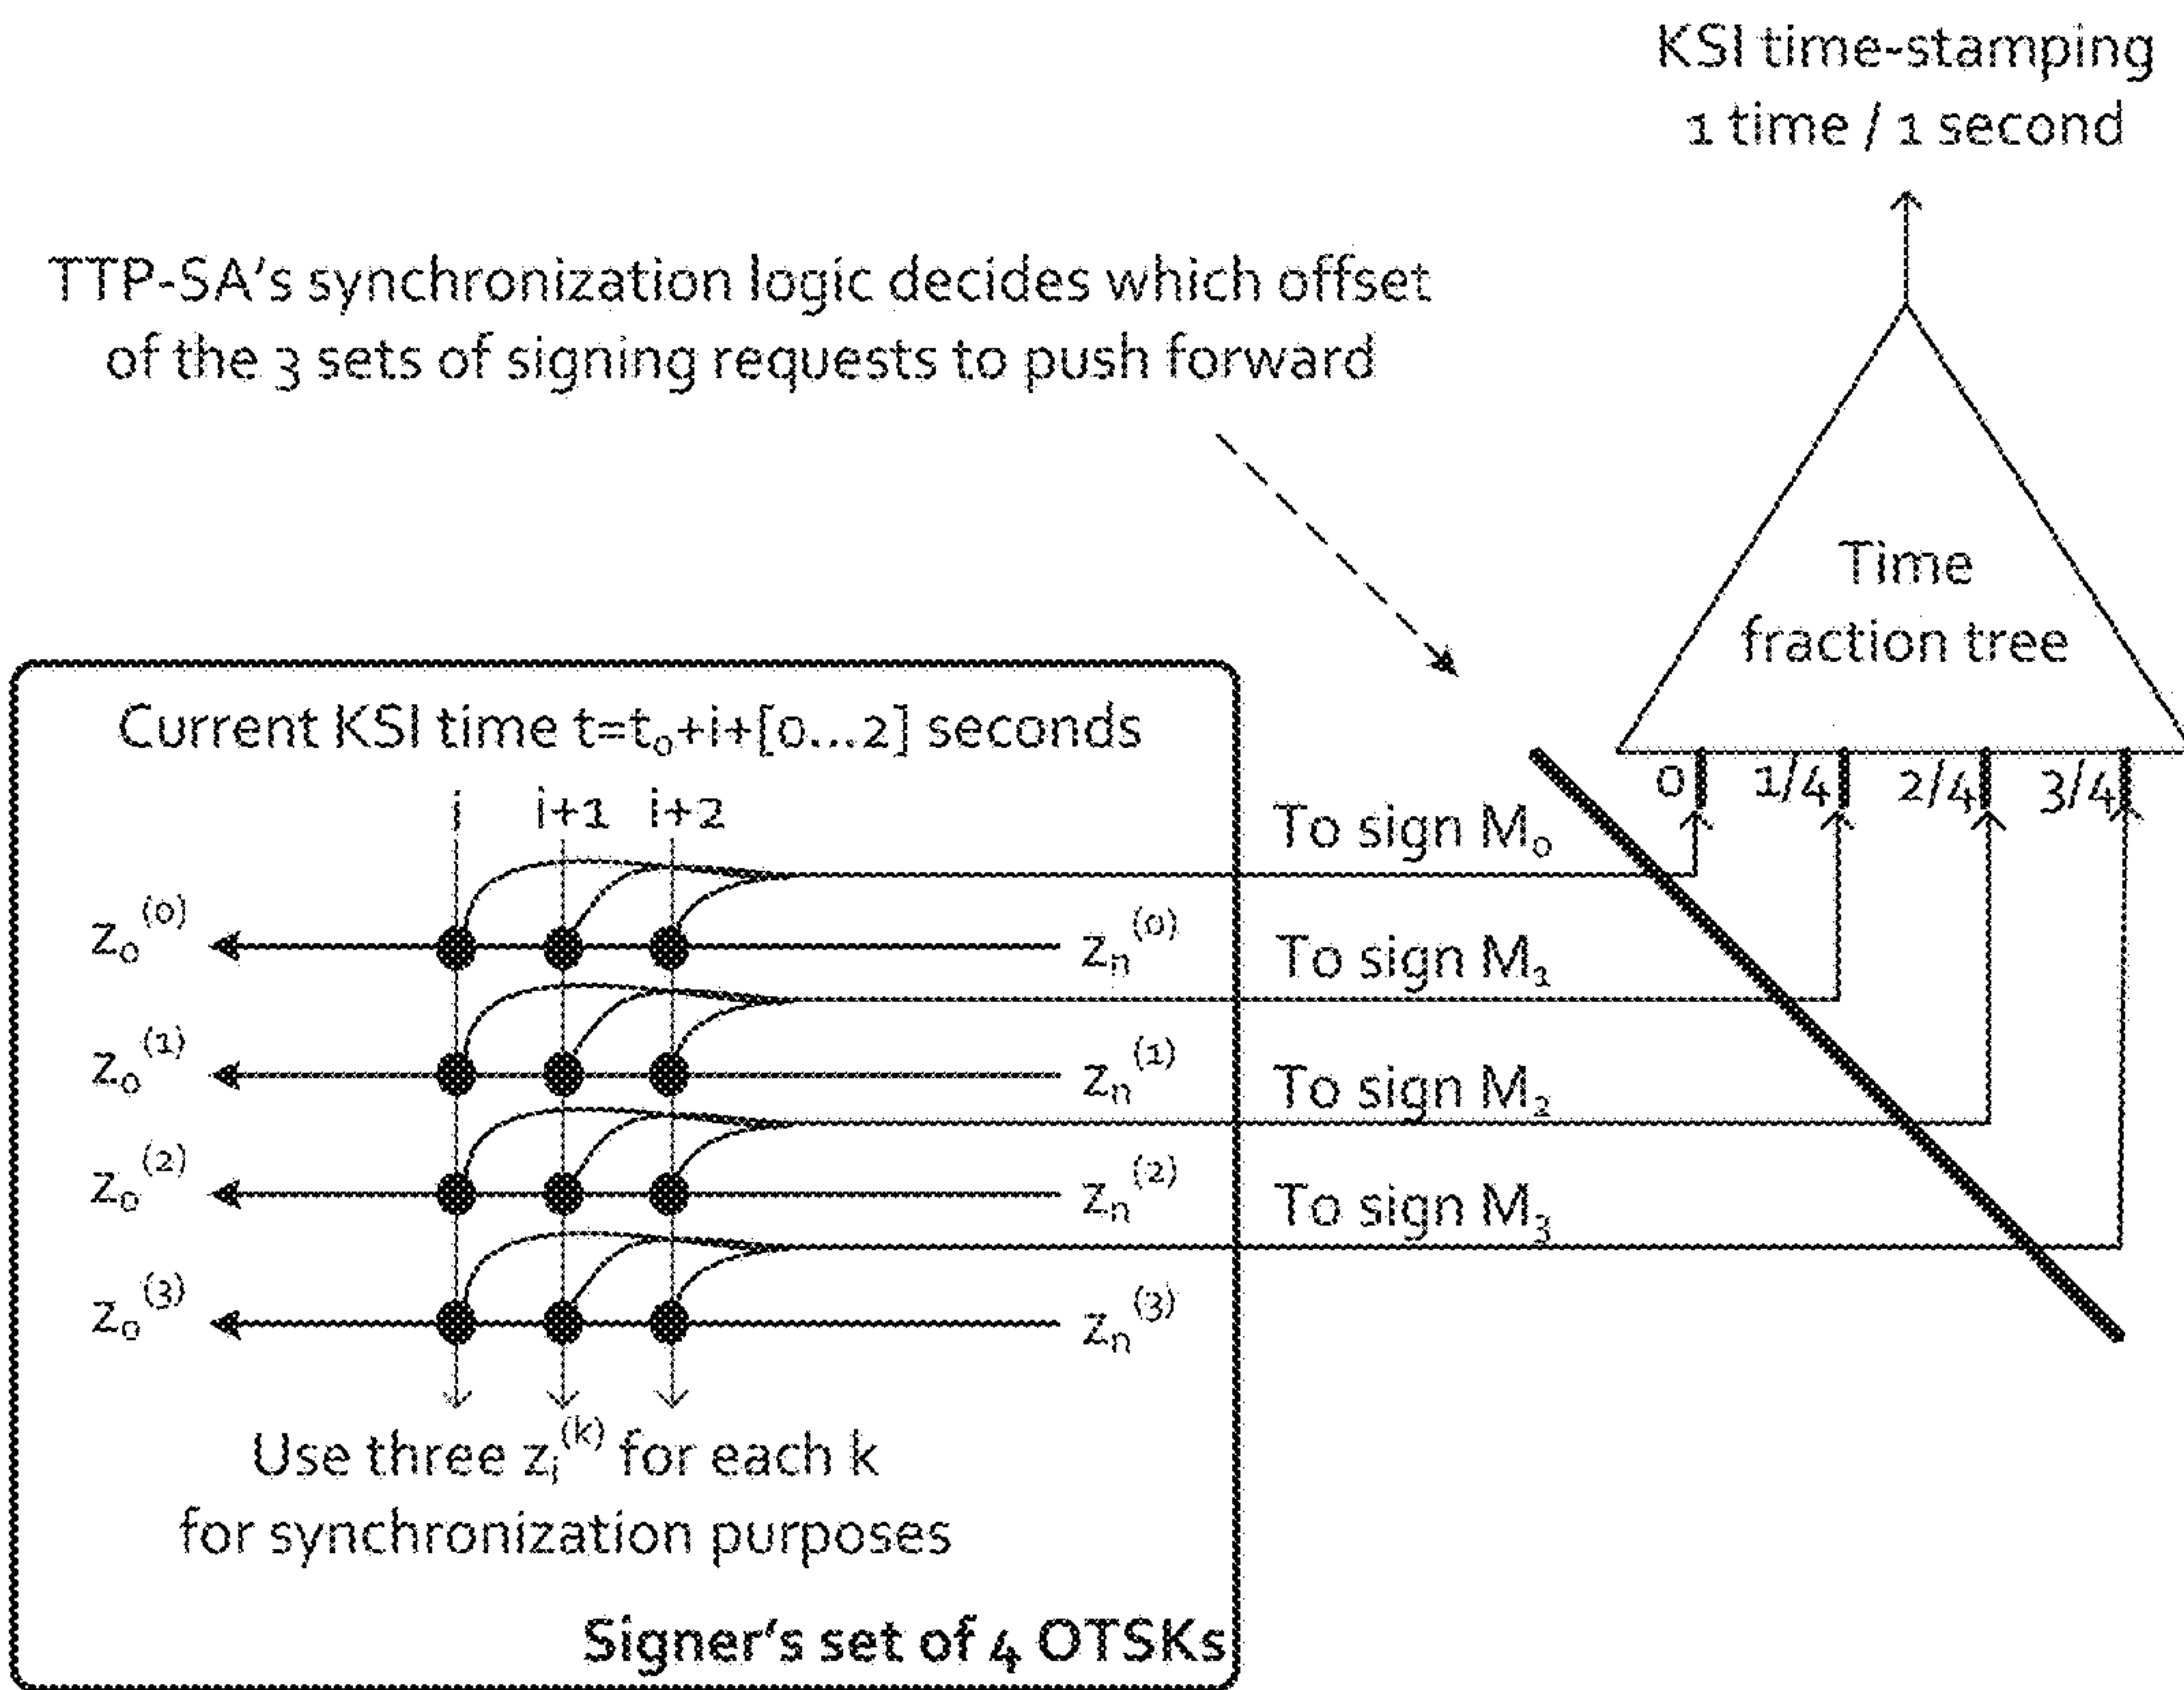 KSI time-stamping
1 time / 1 second
TTP-SA's synchronization logic decides which offset
of the 3 sets of signing requests to push forward
Time
fraction tree
0 1/4 2/4 3/4
Current KSI time t=t₀+i+[0...2] seconds
i i+1 i+2
To sign M₀
z₀⁽⁰⁾ zₙ⁽⁰⁾
To sign M₁
z₀⁽¹⁾ zₙ⁽¹⁾
To sign M₂
z₀⁽²⁾ zₙ⁽²⁾
To sign M₃
z₀⁽³⁾ zₙ⁽³⁾
Use three zᵢ⁽ᵏ⁾ for each k
for synchronization purposes
Signer's set of 4 OTSKs